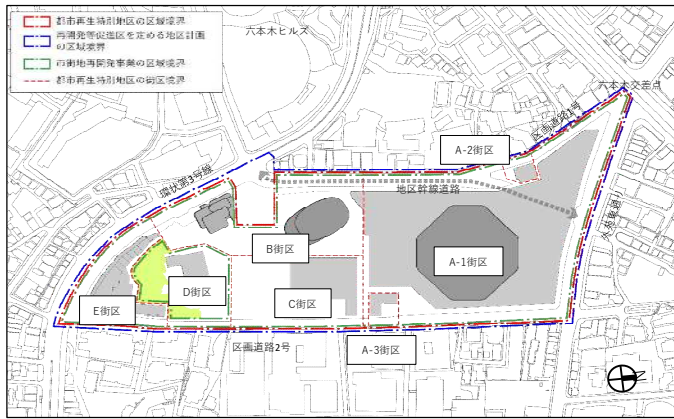 都市再生特別地区の区域境界
再開発等促進区を定める地区計画
の区域境界
市街地再開発事業の区域境界
都市再生特別地区の街区境界
六本木ヒルズ
六本木交差点
区画道路1号
A-2街区
環状第3号線
地区幹線道路
外苑東通り
B街区
A-1街区
D街区
C街区
E街区
区画道路2号
A-3街区